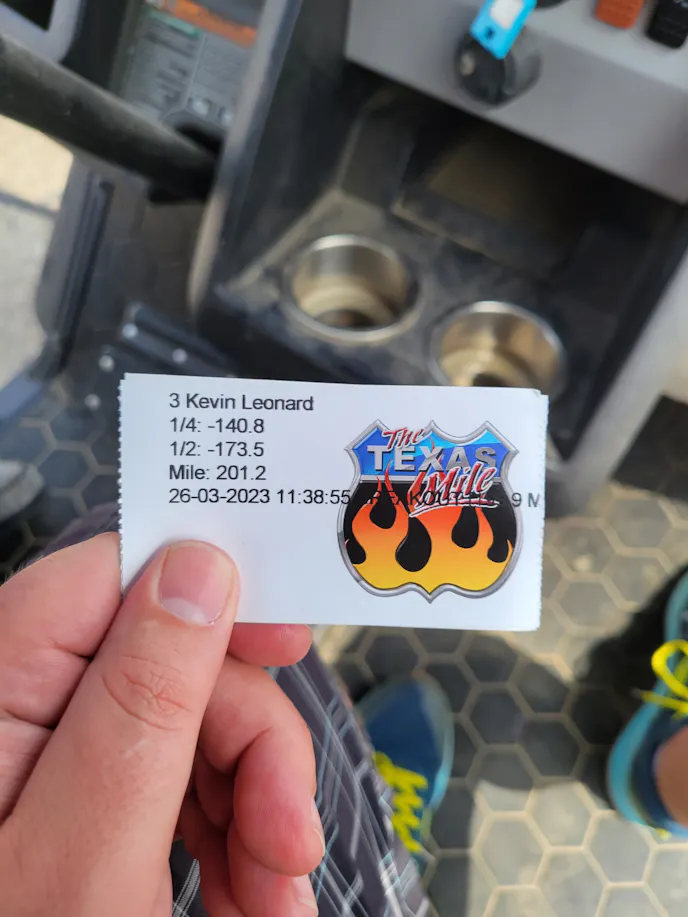 3 Kevin Leonard
1/4: -140.8
1/2: -173.5
Mile: 201.2
26-03-2023 11:38:55
The
TEXAS
Mile